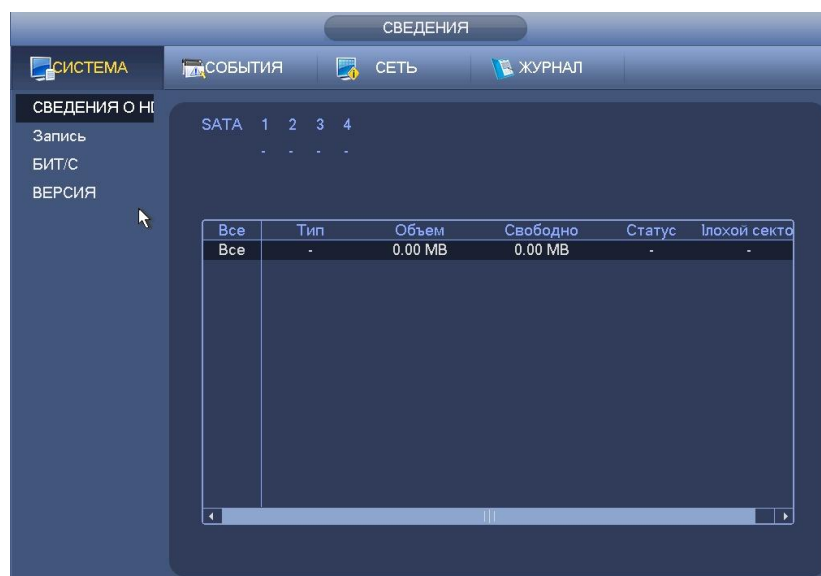 СВЕДЕНИЯ
СИСТЕМА СОБЫТИЯ СЕТЬ ЖУРНАЛ
СВЕДЕНИЯ О HD
Запись
БИТ/С
ВЕРСИЯ
SATA 1 2 3 4
- - - -
Все Тип Объем Свободно Статус лохой секто
Все - 0.00 MB 0.00 MB - -